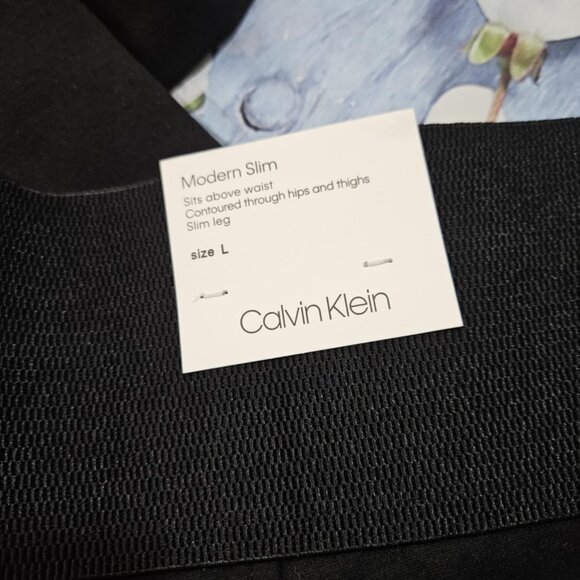 Modern Slim
Sits above waist
Contoured through hips and thighs
Slim leg
size L
Calvin Klein